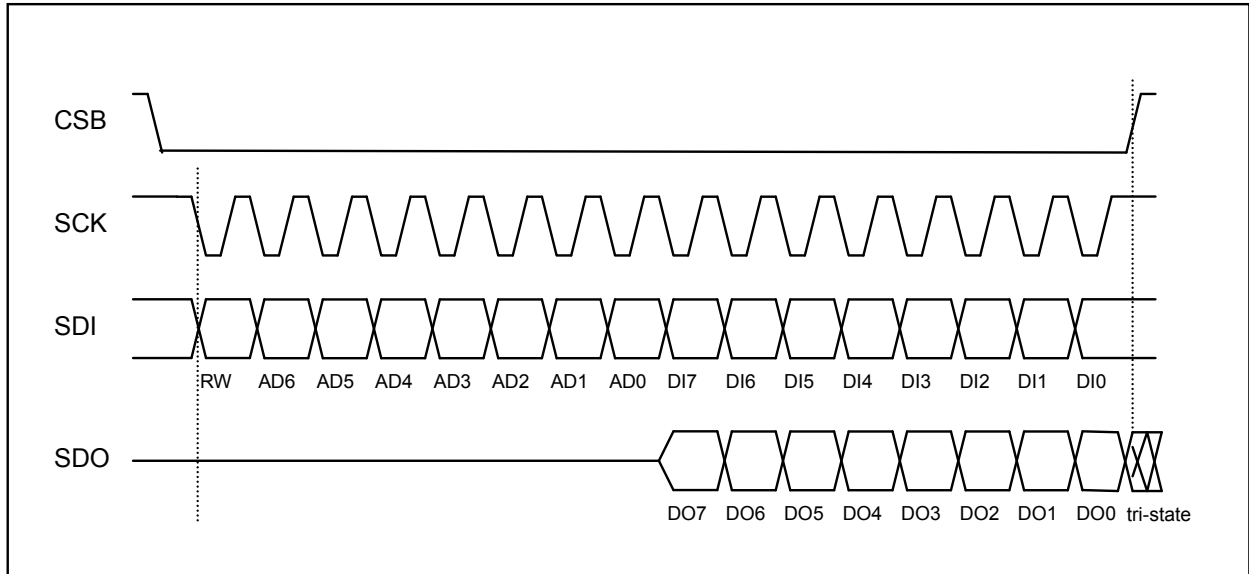 CSB
SCK
SDI
RW AD6 AD5 AD4 AD3 AD2 AD1 AD0 DI7 DI6 DI5 DI4 DI3 DI2 DI1 DI0
SDO
DO7 DO6 DO5 DO4 DO3 DO2 DO1 DO0 tri-state